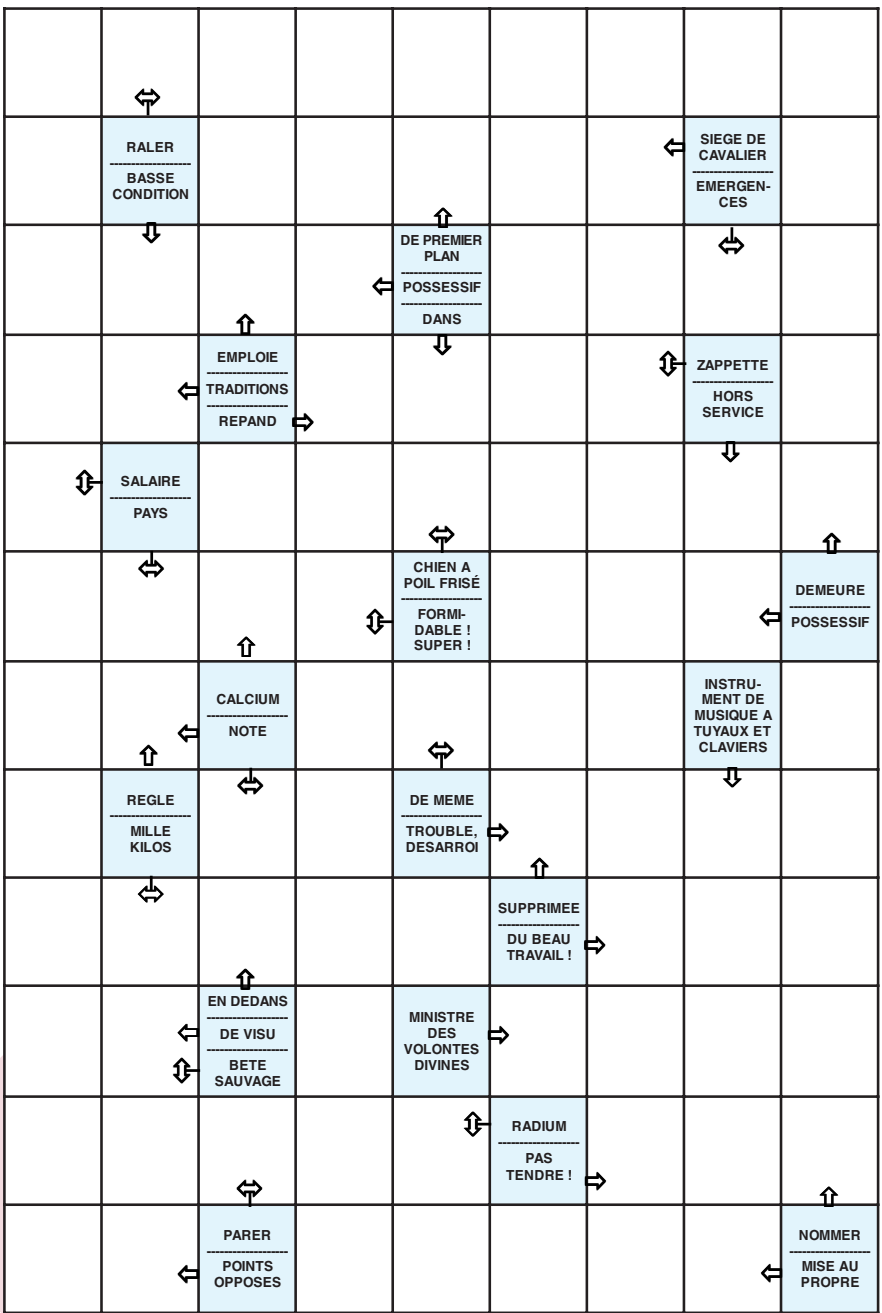 RALER
BASSE
CONDITION
SIEGE DE
CAVALIER
EMERGEN-
CES
DE PREMIER
PLAN
POSSESSIF
DANS
EMPLOIE
TRADITIONS
REPAND
ZAPPETTE
HORS
SERVICE
SALAIRE
PAYS
CHIEN A
POIL FRISÉ
FORMI-
DABLE !
SUPER !
DEMEURE
POSSESSIF
CALCIUM
NOTE
INSTRU-
MENT DE
MUSIQUE A
TUYAUX ET
CLAVIERS
REGLE
MILLE
KILOS
DE MEME
TROUBLE,
DESARROI
SUPPRIMEE
DU BEAU
TRAVAIL !
EN DEDANS
DE VISU
BETE
SAUVAGE
MINISTRE
DES
VOLONTES
DIVINES
RADIUM
PAS
TENDRE !
PARER
POINTS
OPPOSES
NOMMER
MISE AU
PROPRE